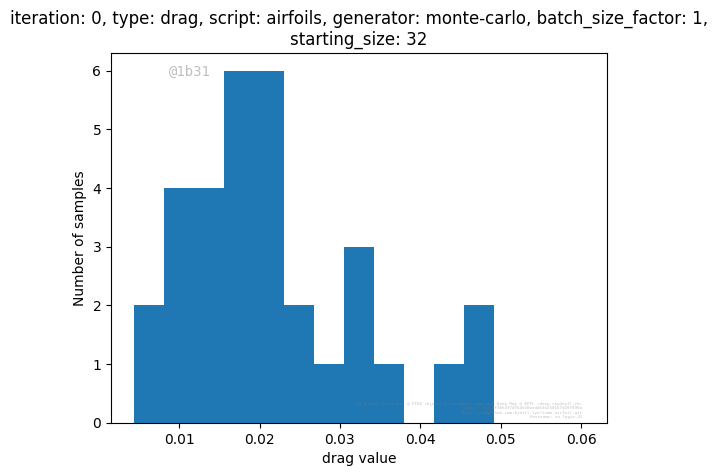 iteration: 0, type: drag, script: airfoils, generator: monte-carlo, batch_size_factor: 1,
starting_size: 32
@1b31
6
5
4
3
2
1
0
Number of samples
0.01 0.02 0.03 0.04 0.05 0.06
drag value